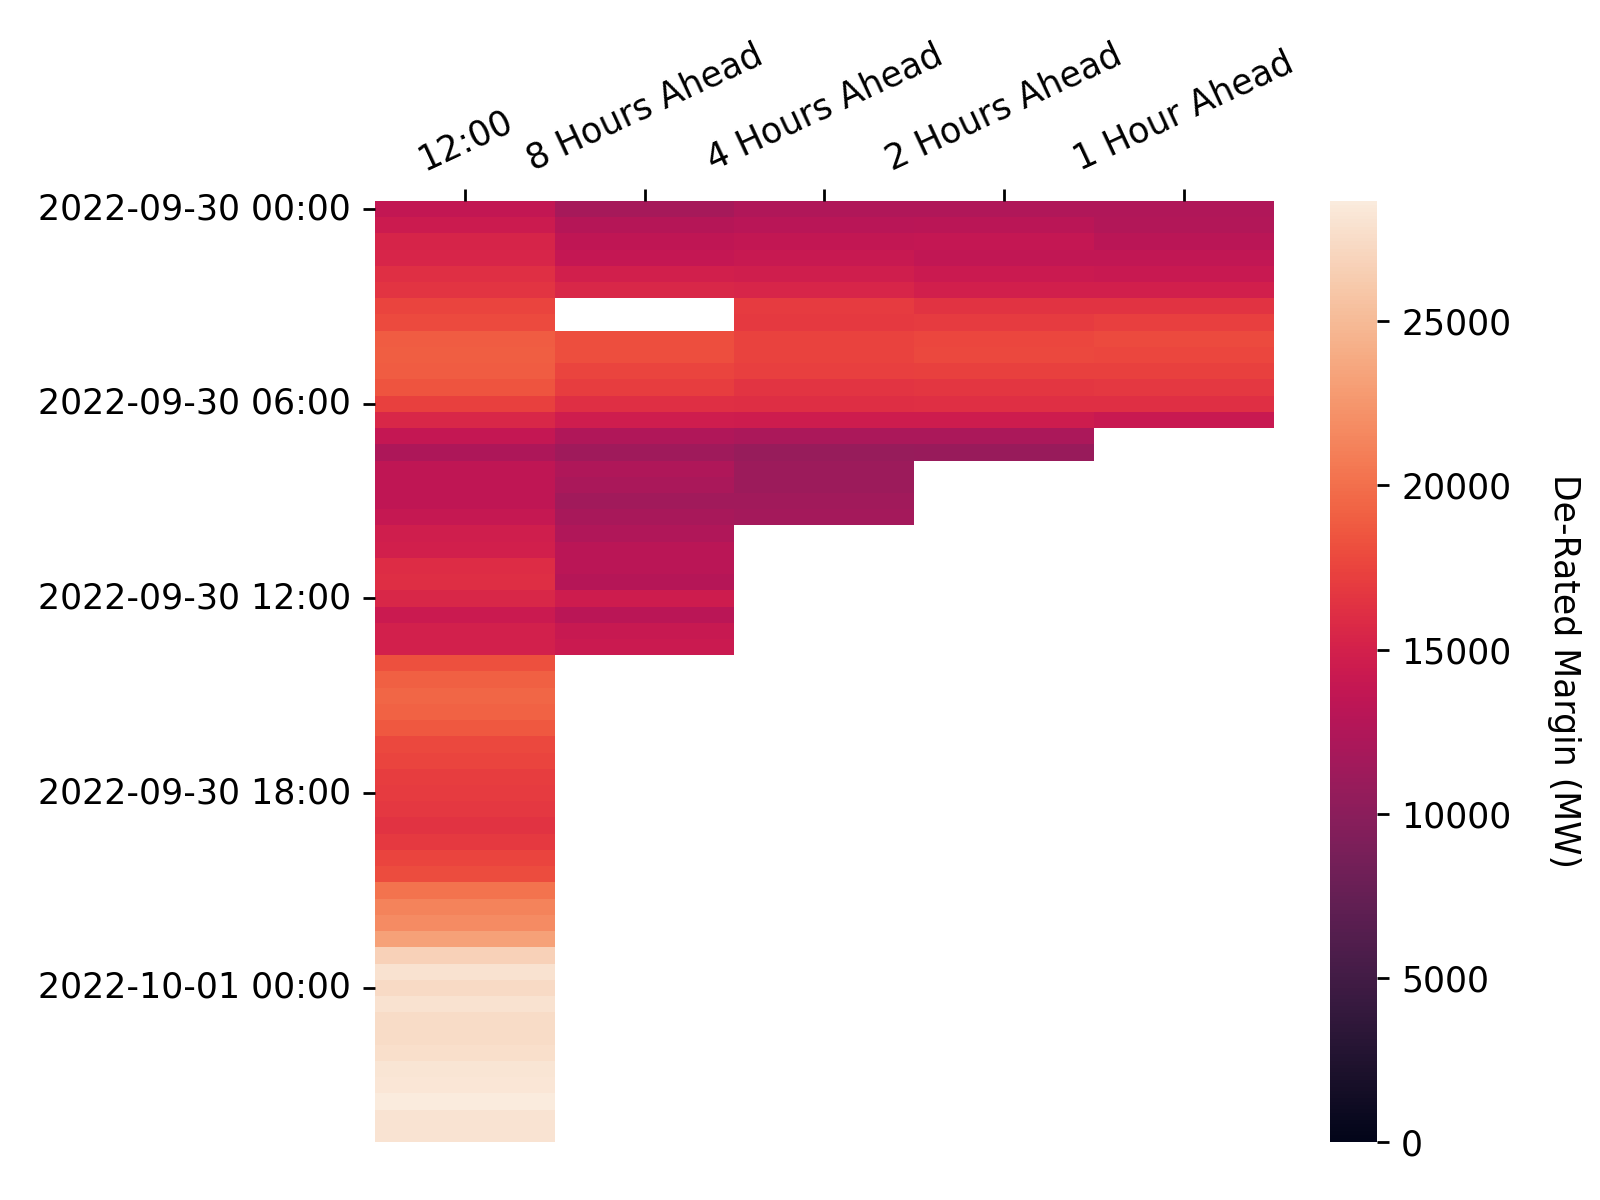 12:00
8 Hours Ahead
4 Hours Ahead
2 Hours Ahead
1 Hour Ahead
2022-09-30 00:00
2022-09-30 06:00
2022-09-30 12:00
2022-09-30 18:00
2022-10-01 00:00
25000
20000
15000
10000
5000
0
De-Rated Margin (MW)